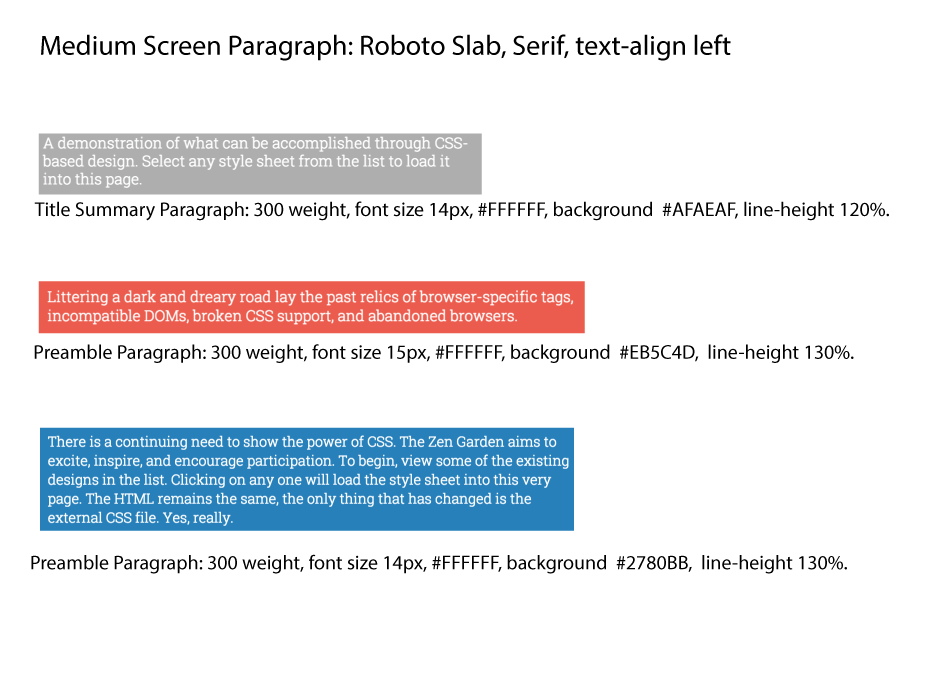 Medium Screen Paragraph: Roboto Slab, Serif, text-align left
A demonstration of what can be accomplished through CSS-
based design. Select any style sheet from the list to load it
into this page.
Title Summary Paragraph: 300 weight, font size 14px, #FFFFFF, background  #AFAEAF, line-height 120%.
Littering a dark and dreary road lay the past relics of browser-specific tags,
incompatible DOMs, broken CSS support, and abandoned browsers.
Preamble Paragraph: 300 weight, font size 15px, #FFFFFF, background  #EB5C4D,  line-height 130%.
There is a continuing need to show the power of CSS. The Zen Garden aims to
excite, inspire, and encourage participation. To begin, view some of the existing
designs in the list. Clicking on any one will load the style sheet into this very
page. The HTML remains the same, the only thing that has changed is the
external CSS file. Yes, really.
Preamble Paragraph: 300 weight, font size 14px, #FFFFFF, background  #2780BB,  line-height 130%.